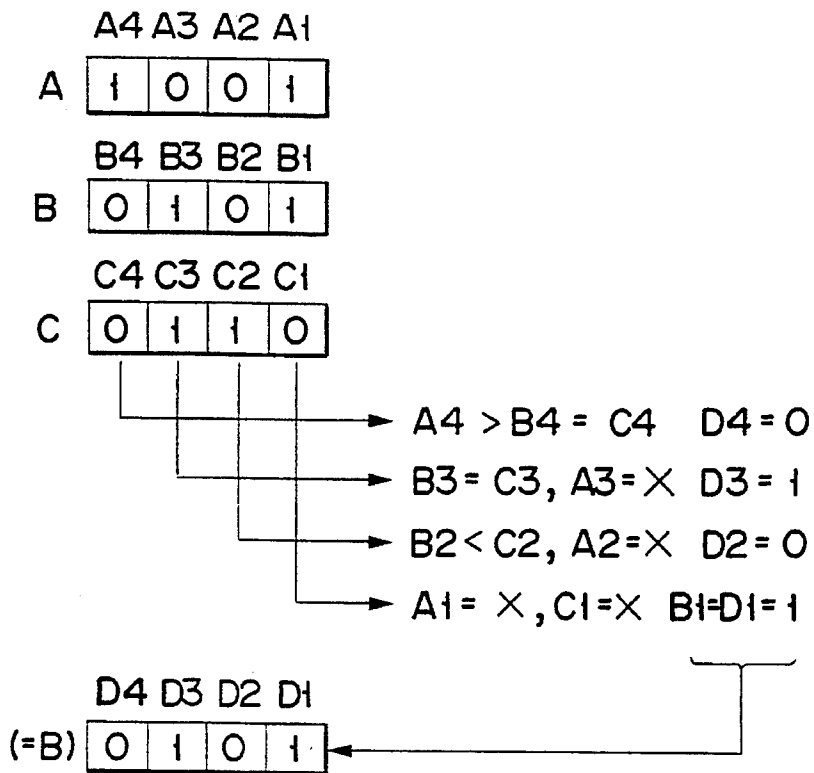 A4 A3 A2 A1
A 1 0 0 1
B4 B3 B2 B1
B 0 1 0 1
C4 C3 C2 C1
C 0 1 1 0
A4 > B4 = C4 D4 = 0
B3 = C3, A3 = X D3 = 1
B2 < C2, A2 = X D2 = 0
A1 = X, C1 = X B1=D1= 1
D4 D3 D2 D1
(=B) 0 1 0 1